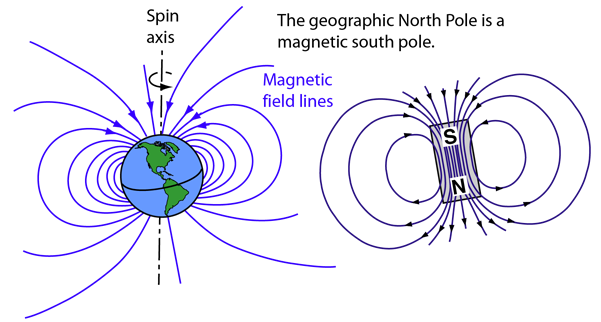 Spin
axis
The geographic North Pole is a
magnetic south pole.
Magnetic
field lines
S
N